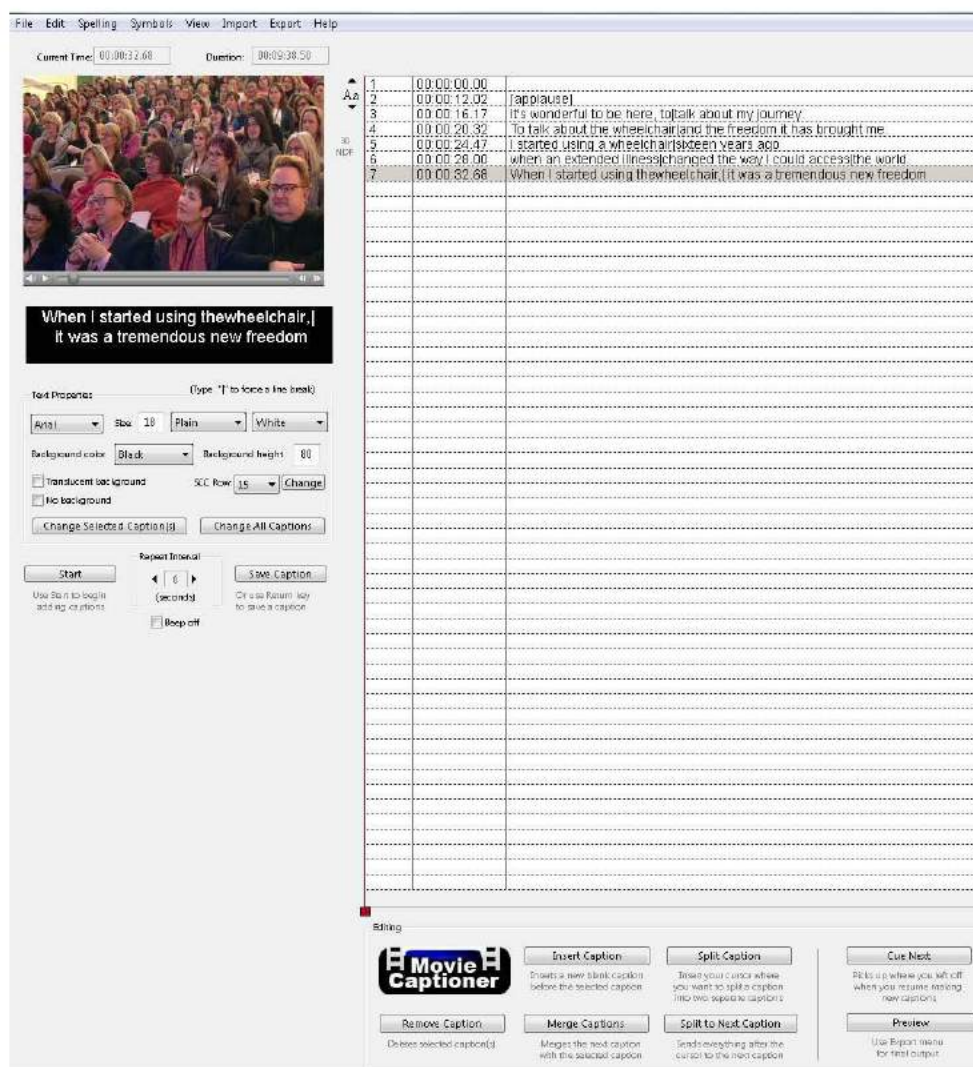 File Edit Spelling Symbols View Import Export Help
Current Time: 00:00:32.68 Duration: 00:09:38.50
Aa
30
NDF
1 00:00:00.00
2 00:00:12.02 [applause]
3 00:00:16.17 It's wonderful to be here, to|talk about my journey.
4 00:00:20.32 To talk about the wheelchair|and the freedom it has brought me.
5 00:00:24.47 I started using a wheelchair|sixteen years ago
6 00:00:28.00 when an extended illness|changed the way I could access|the world.
7 00:00:32.68 When I started using thewheelchair,| it was a tremendous new freedom
When I started using thewheelchair,|
it was a tremendous new freedom
Text Properties (Type "|" to force a line break)
Arial Size 18 Plain White
Background color Black Background height 80
Translucent background SCC Row 15 Change
No background
Change Selected Caption(s) Change All Captions
Repeat Interval
Start 6 Save Caption
(seconds)
Use Start to begin
adding captions
Or use Return key
to save a caption
Beep off
Editing
Movie
Captioner
Insert Caption
Inserts a new blank caption
before the selected caption
Split Caption
Insert your cursor where
you want to split a caption
into two separate captions
Cue Next
Picks up where you left off
when you resume making
new captions
Remove Caption
Deletes selected caption(s)
Merge Captions
Merges the next caption
with the selected caption
Split to Next Caption
Sends everything after the
cursor to the next caption
Preview
Use Export menu
for final output